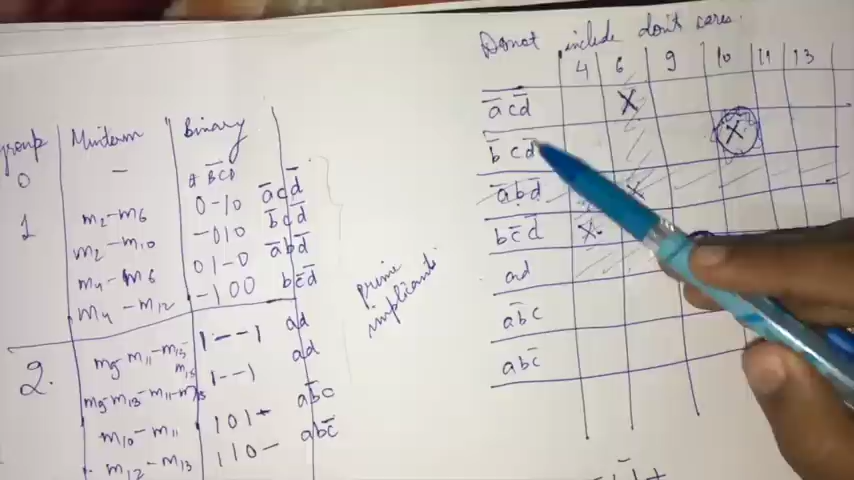 Do not include don't cares.
group Minterm Binary
a B̅C̅D̅
0 –
1 m₂-m₆ 0-10 a̅cd̅
m₂-m₁₀ -010 b̅cd̅
m₄-m₆ 01-0 a̅bd̅
m₄-m₁₂ -100 bc̅d̅
prime implicants
2. m₉-m₁₁-m₁₃-m₁₅ 1--1 ad
m₉-m₁₃-m₁₁-m₁₅ 1--1 ad
m₁₀-m₁₁ 101- ab̅c
m₁₂-m₁₃ 110- abc̅
4 6 9 10 11 13
a̅cd̅ X
b̅cd̅ X
a̅bd̅ X
bc̅d̅ X
ad
ab̅c
abc̅